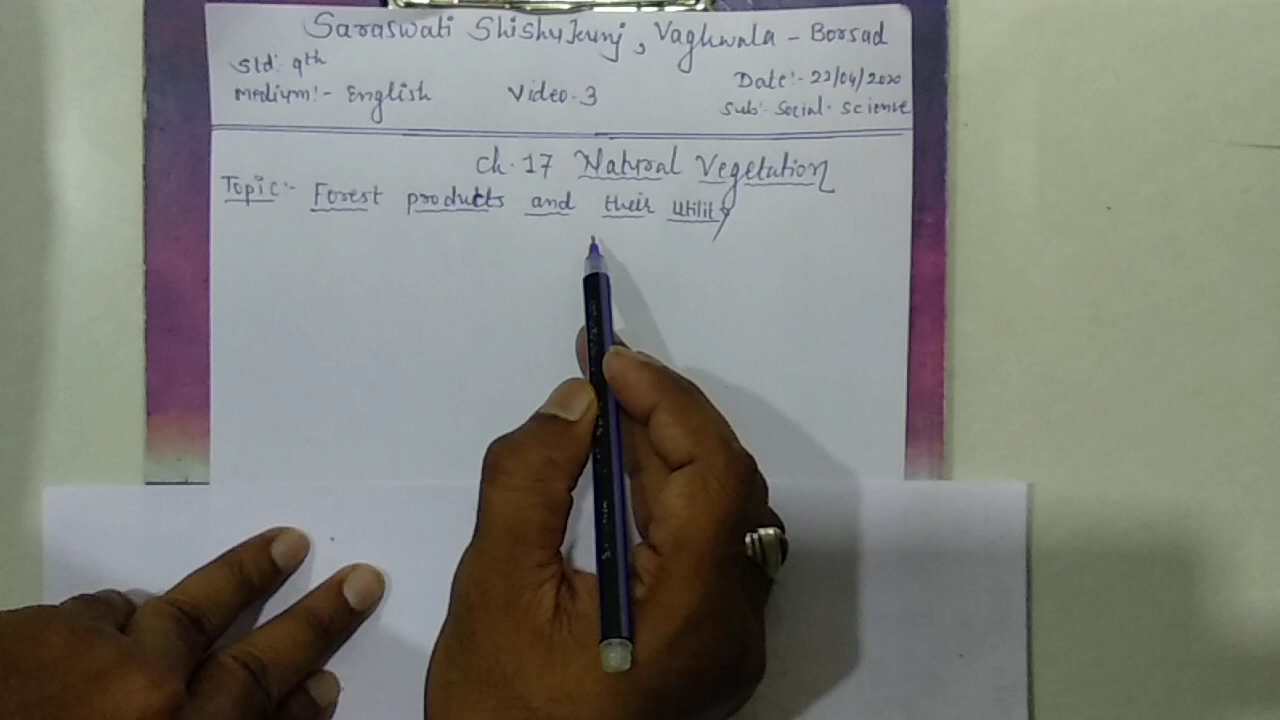 Saraswati ShishuKunj, Vaghwala - Borsad
Std: 9th
Date:- 22/04/2020
Medium:- English Video-3
Sub:- Social. Science
Ch. 17 Natural Vegetation
Topic:- Forest products and their utility